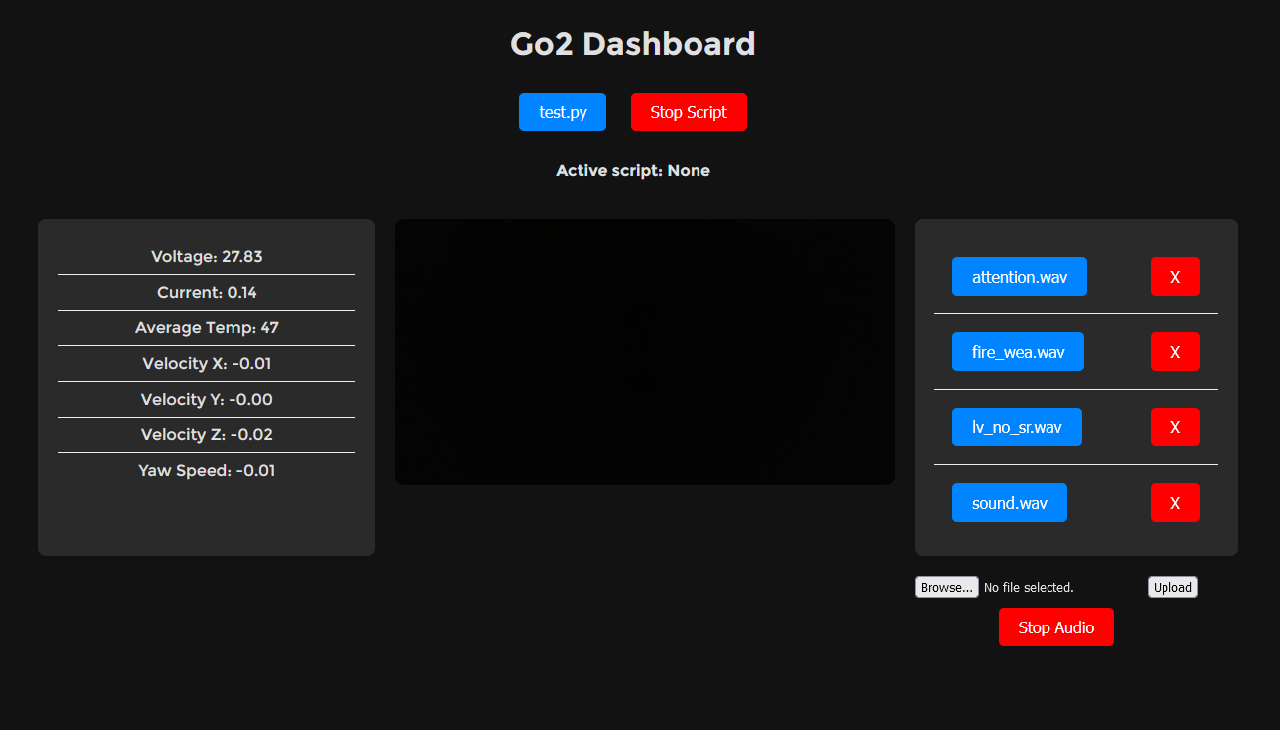 Go2 Dashboard
test.py Stop Script
Active script: None
Voltage: 27.83
Current: 0.14
Average Temp: 47
Velocity X: -0.01
Velocity Y: -0.00
Velocity Z: -0.02
Yaw Speed: -0.01
attention.wav X
fire_wea.wav X
lv_no_sr.wav X
sound.wav X
Browse... No file selected. Upload
Stop Audio